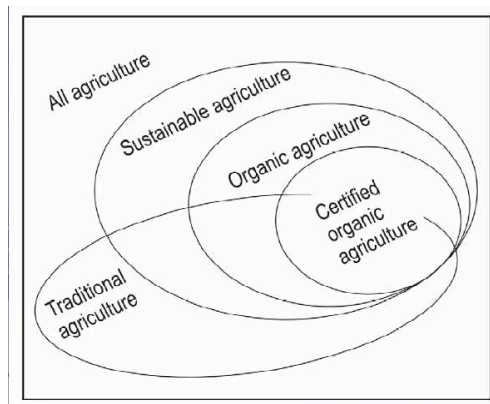 All agriculture
Sustainable agriculture
Organic agriculture
Certified
organic
agriculture
Traditional
agriculture